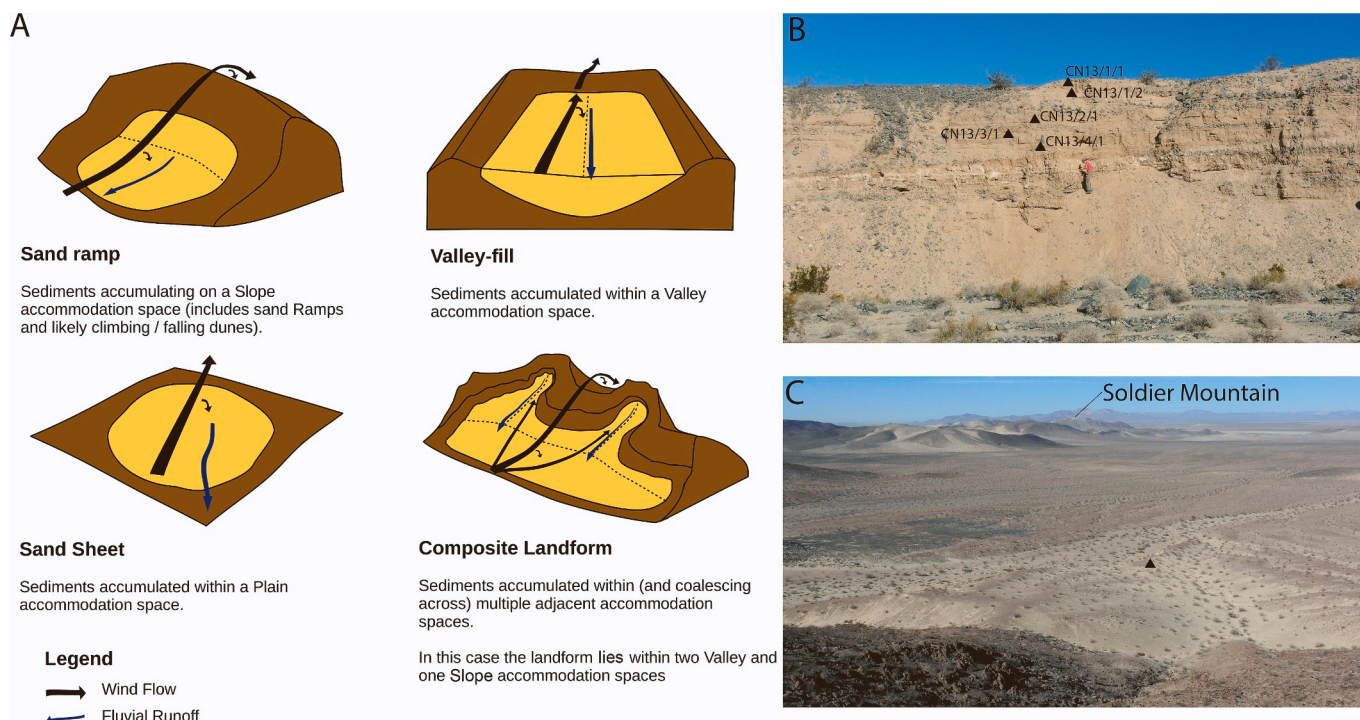 A
Sand ramp
Sediments accumulating on a Slope
accommodation space (includes sand Ramps
and likely climbing / falling dunes).
Valley-fill
Sediments accumulated within a Valley
accommodation space.
Sand Sheet
Sediments accumulated within a Plain
accommodation space.
Composite Landform
Sediments accumulated within (and coalescing
across) multiple adjacent accommodation
spaces.
In this case the landform lies within two Valley and
one Slope accommodation spaces
Legend
Wind Flow
Fluvial Runoff
B
CN13/1/1
CN13/1/2
CN13/2/1
CN13/3/1
CN13/4/1
C
Soldier Mountain